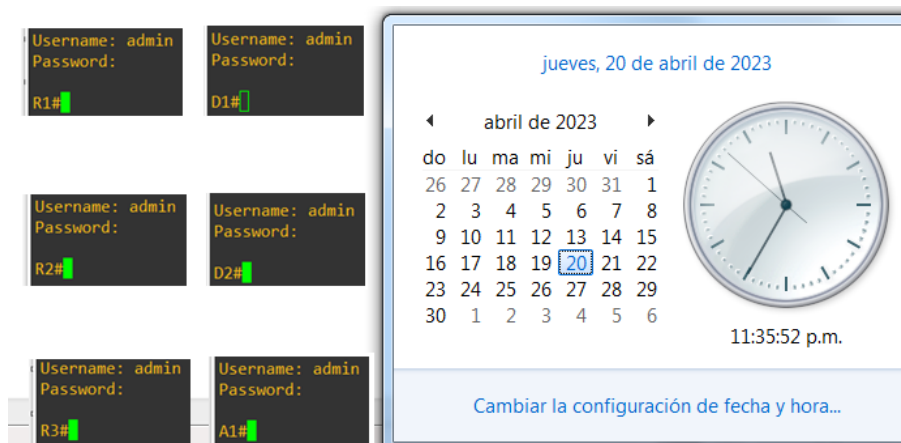 Username: admin
Password:
R1#
Username: admin
Password:
D1#
Username: admin
Password:
R2#
Username: admin
Password:
D2#
Username: admin
Password:
R3#
Username: admin
Password:
A1#
jueves, 20 de abril de 2023
abril de 2023
do lu ma mi ju vi sá
26 27 28 29 30 31 1
2 3 4 5 6 7 8
9 10 11 12 13 14 15
16 17 18 19 20 21 22
23 24 25 26 27 28 29
30 1 2 3 4 5 6
11:35:52 p.m.
Cambiar la configuración de fecha y hora...